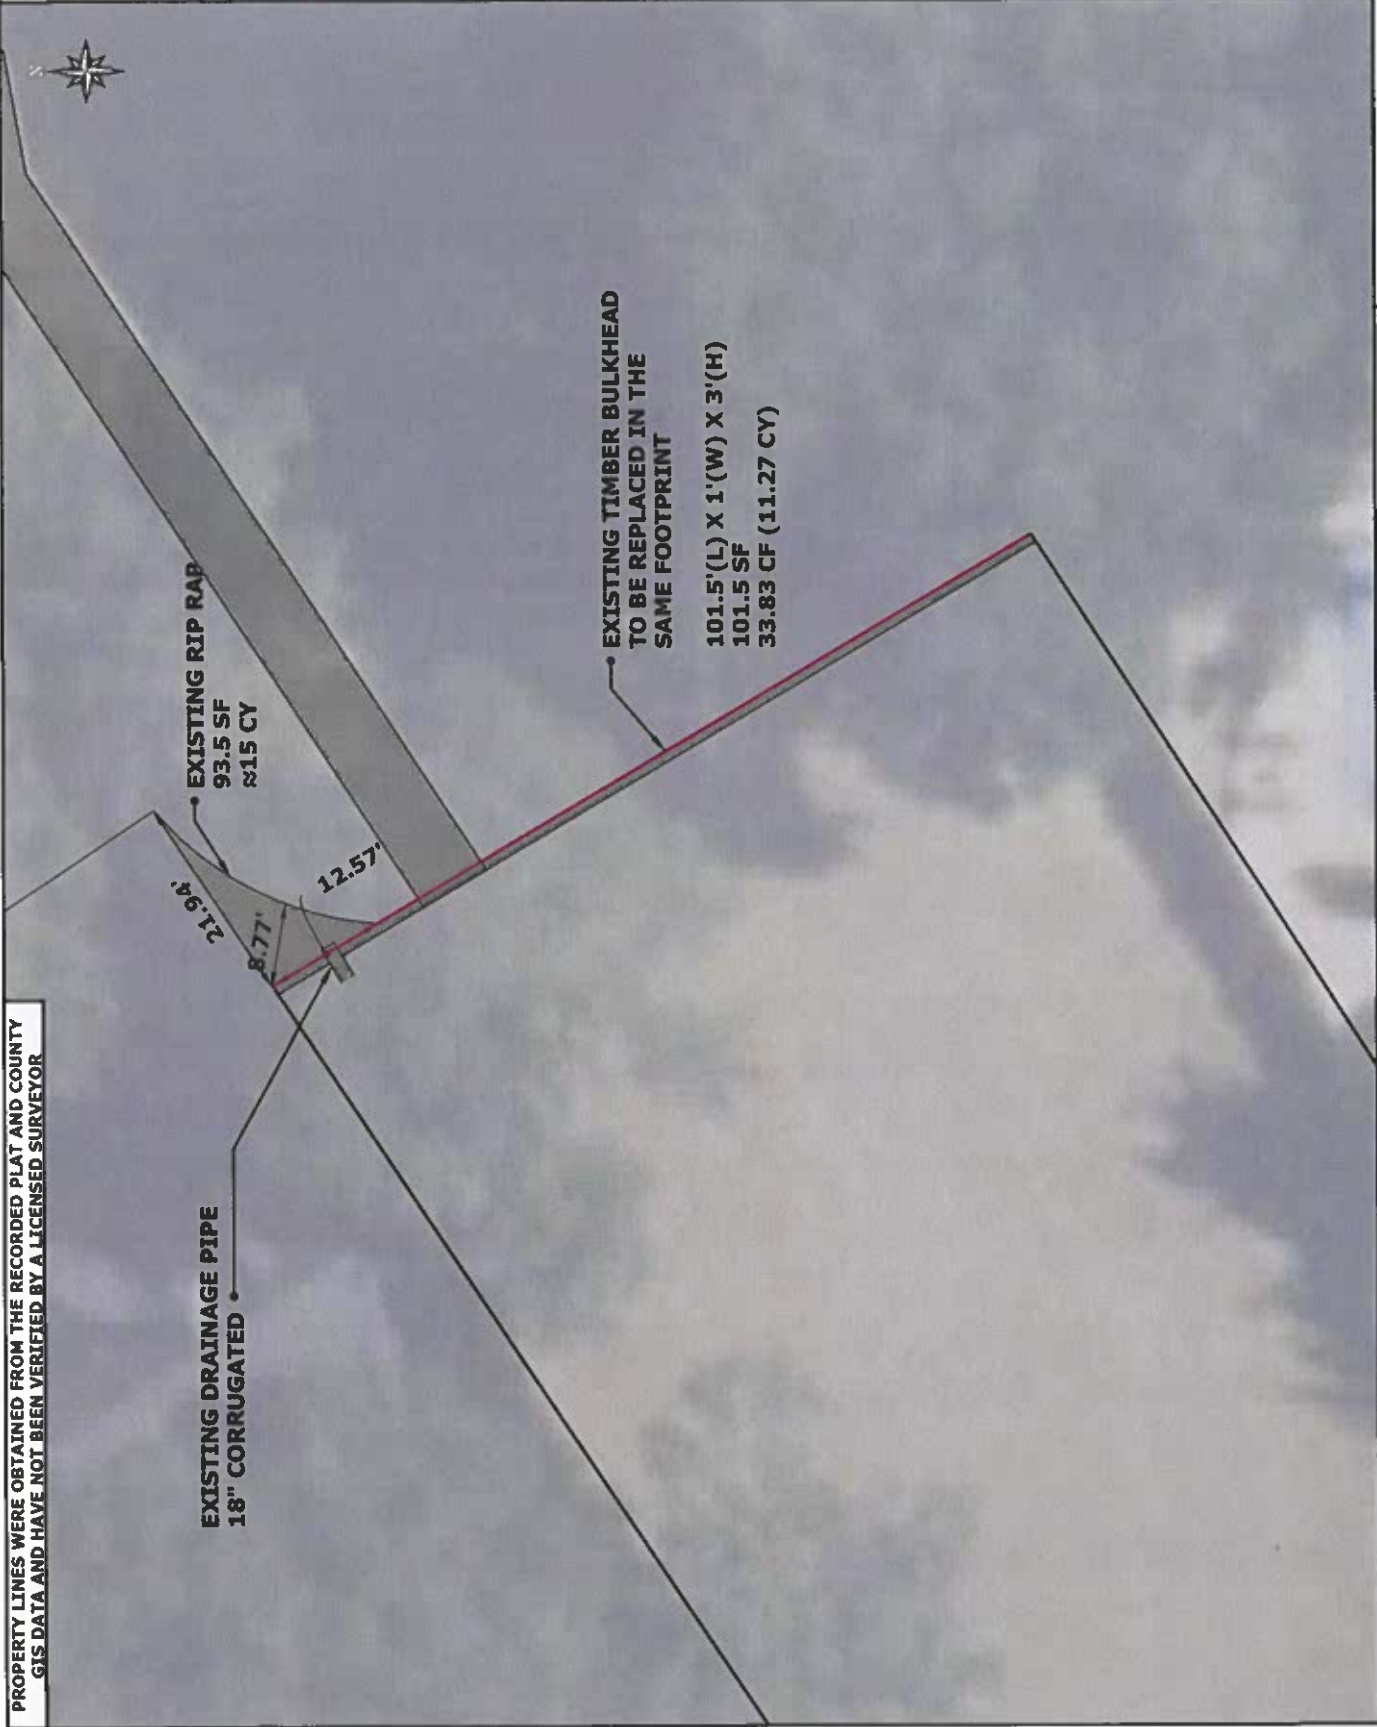 PROPERTY LINES WERE OBTAINED FROM THE RECORDED PLAT AND COUNTY
GIS DATA AND HAVE NOT BEEN VERIFIED BY A LICENSED SURVEYOR
N
EXISTING DRAINAGE PIPE
18" CORRUGATED
21.94'
8.77'
12.57'
EXISTING RIP RAP
93.5 SF
≈15 CY
EXISTING TIMBER BULKHEAD
TO BE REPLACED IN THE
SAME FOOTPRINT
101.5'(L) X 1'(W) X 3'(H)
101.5 SF
33.83 CF (11.27 CY)